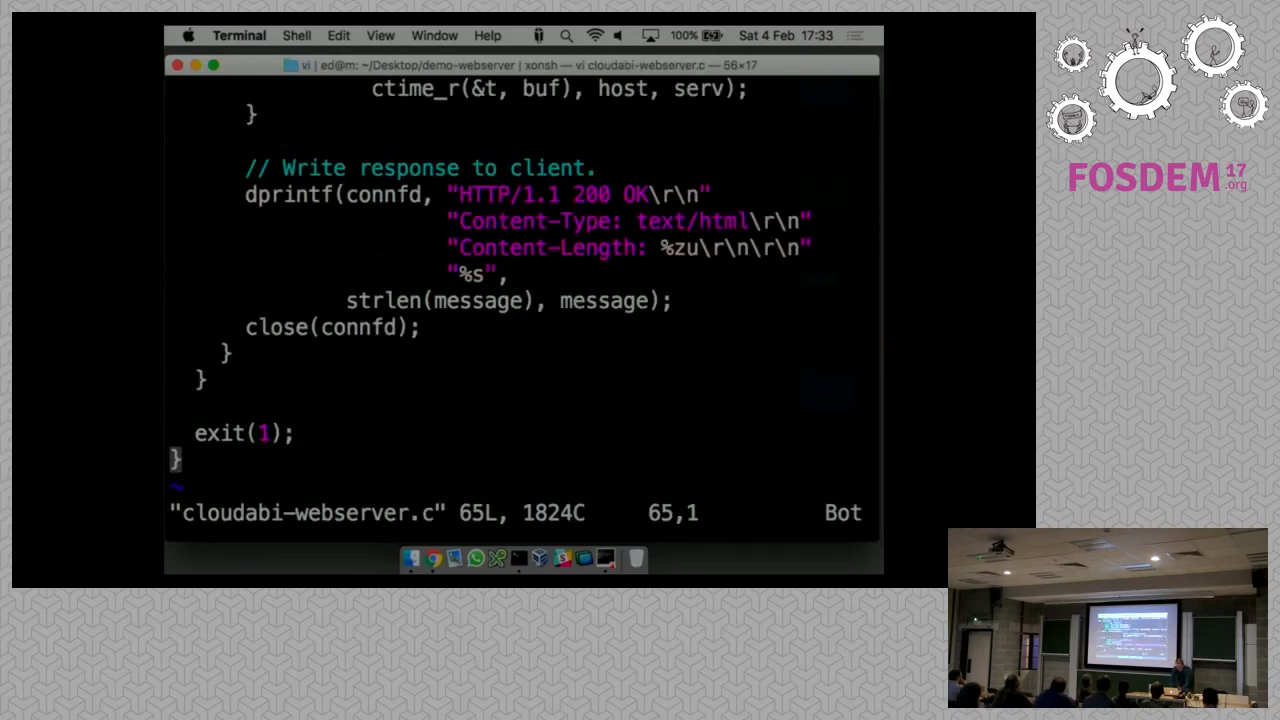 Terminal Shell Edit View Window Help 100% Sat 4 Feb 17:33
vi | ed@m: ~/Desktop/demo-webserver | xonsh — vi cloudabi-webserver.c — 56×17
ctime_r(&t, buf), host, serv);
}
// Write response to client.
dprintf(connfd, "HTTP/1.1 200 OK\r\n"
"Content-Type: text/html\r\n"
"Content-Length: %zu\r\n\r\n"
"%s",
strlen(message), message);
close(connfd);
}
}
exit(1);
}
~
"cloudabi-webserver.c" 65L, 1824C 65,1 Bot
FOSDEM 17
.org